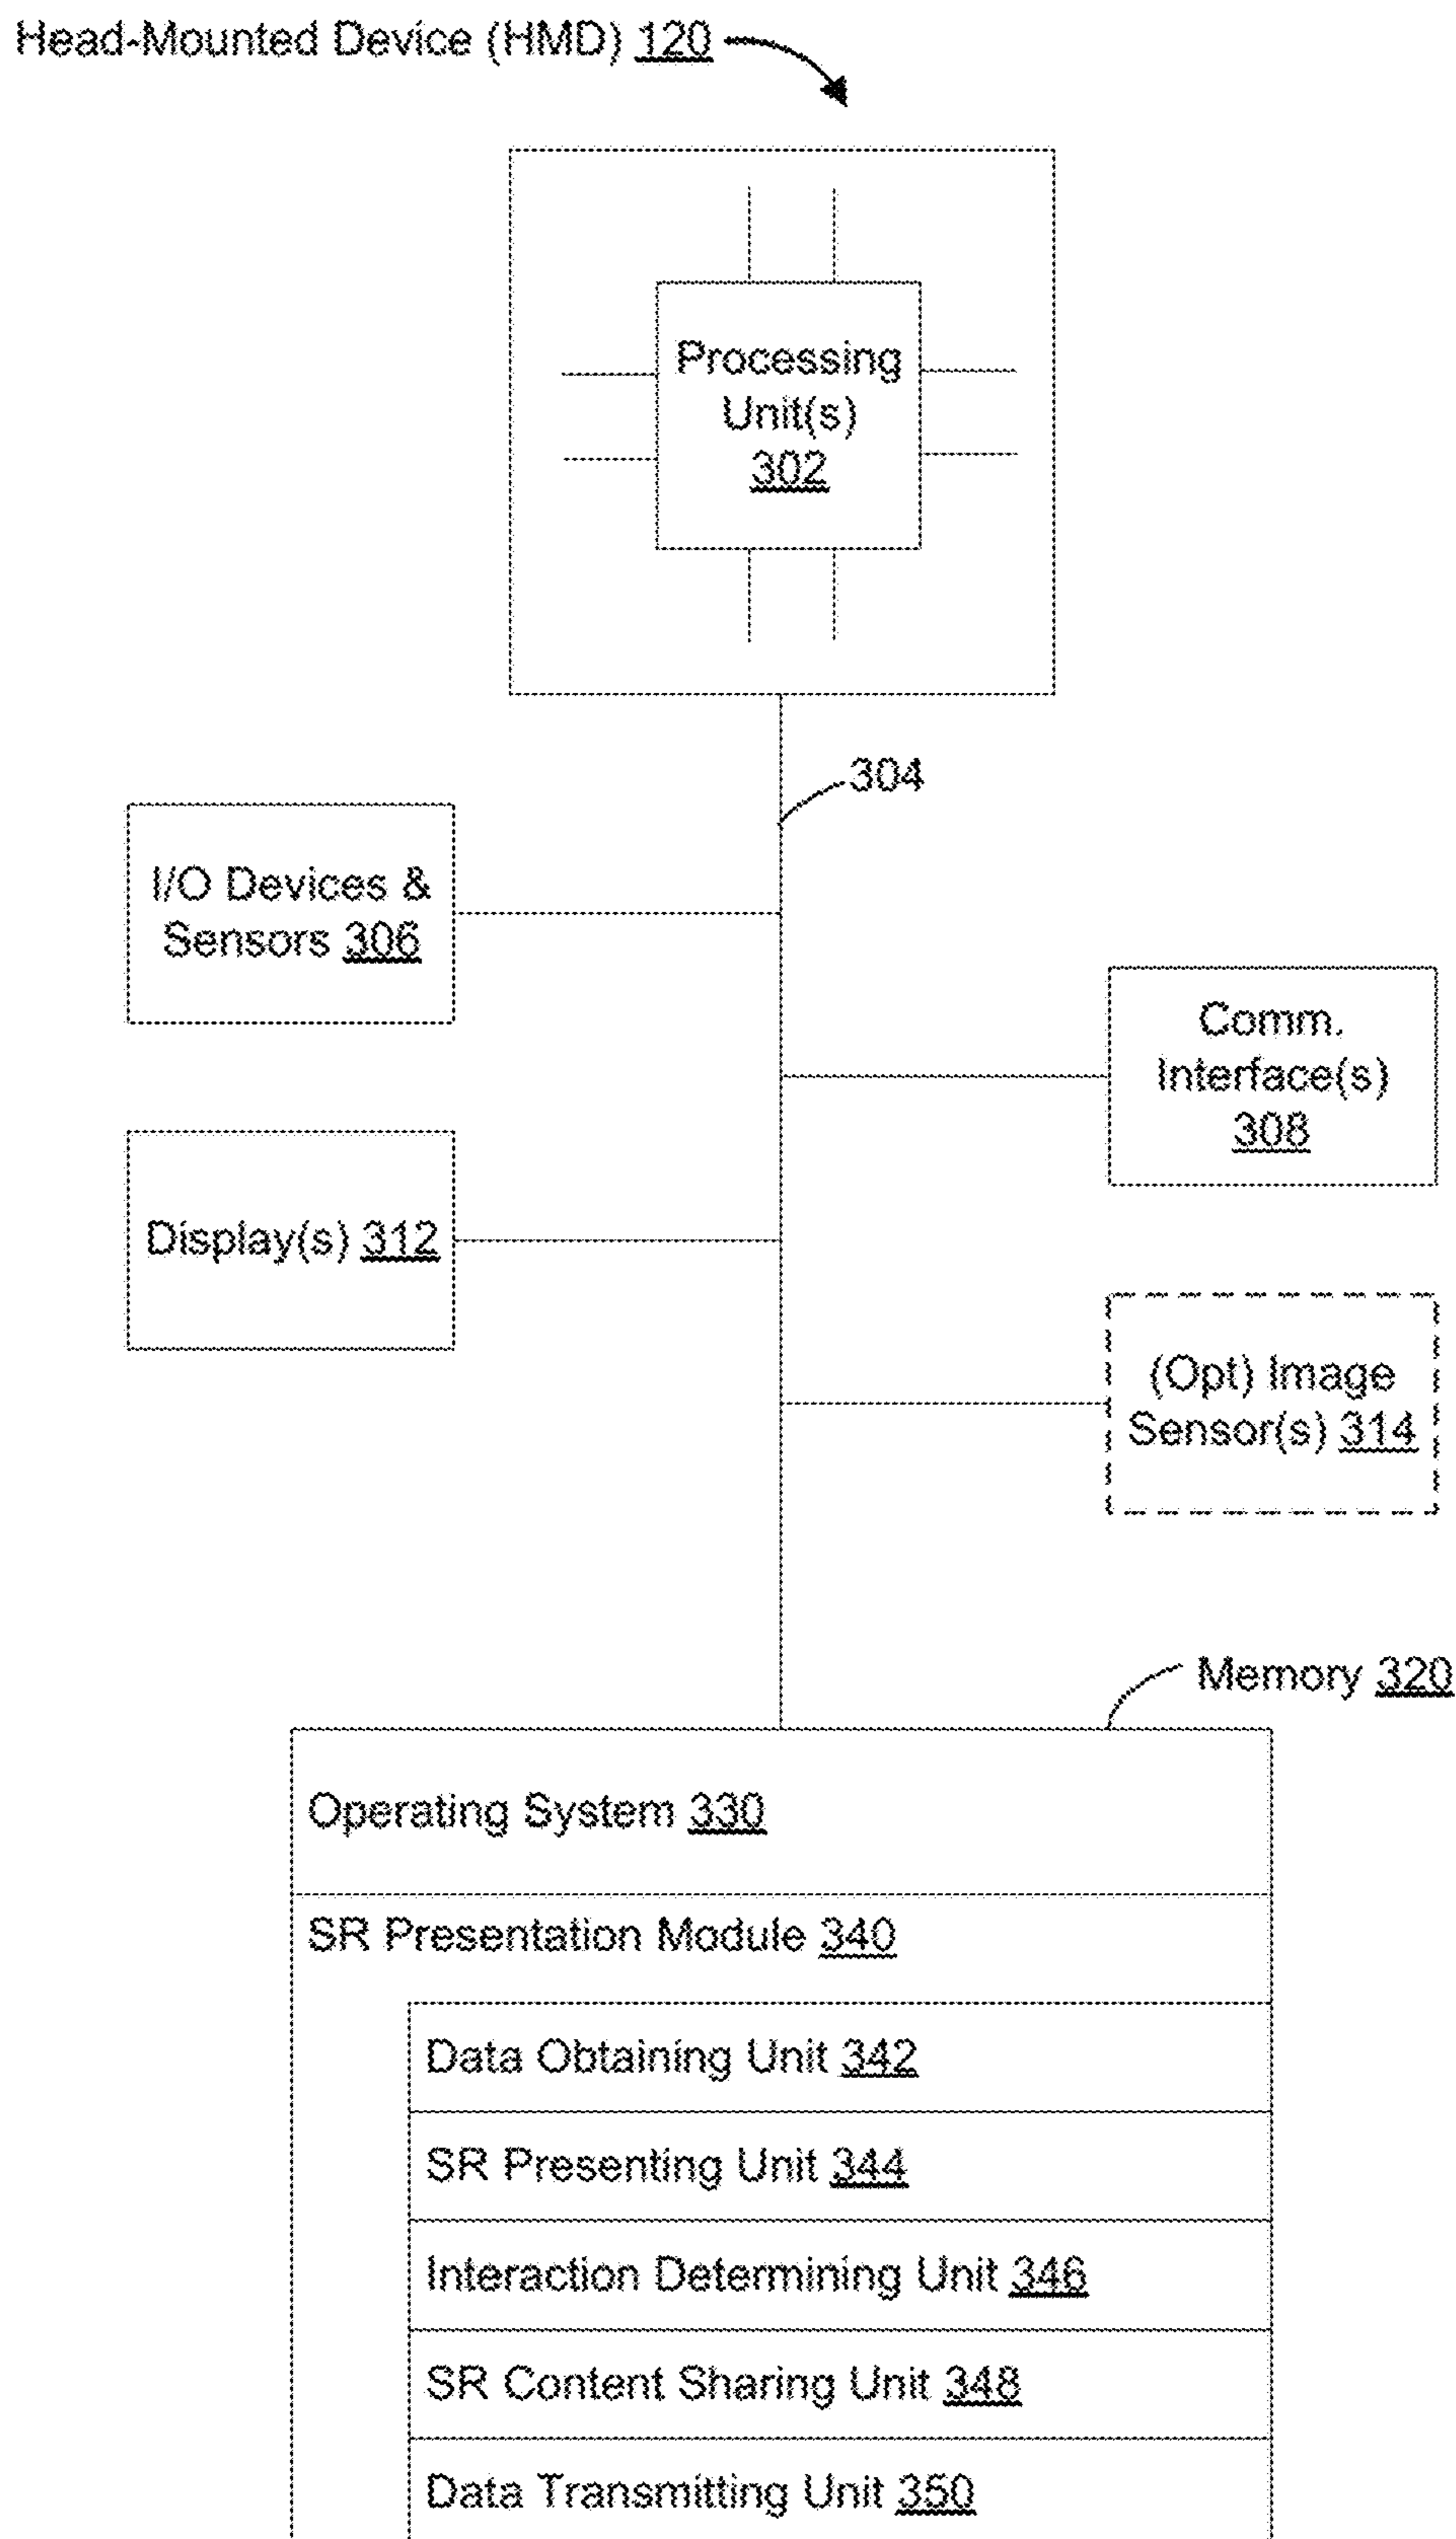 Head-Mounted Device (HMD) 120
Processing
Unit(s)
302
304
I/O Devices &
Sensors 306
Comm.
Interface(s)
308
Display(s) 312
(Opt) Image
Sensor(s) 314
Memory 320
Operating System 330
SR Presentation Module 340
Data Obtaining Unit 342
SR Presenting Unit 344
Interaction Determining Unit 346
SR Content Sharing Unit 348
Data Transmitting Unit 350